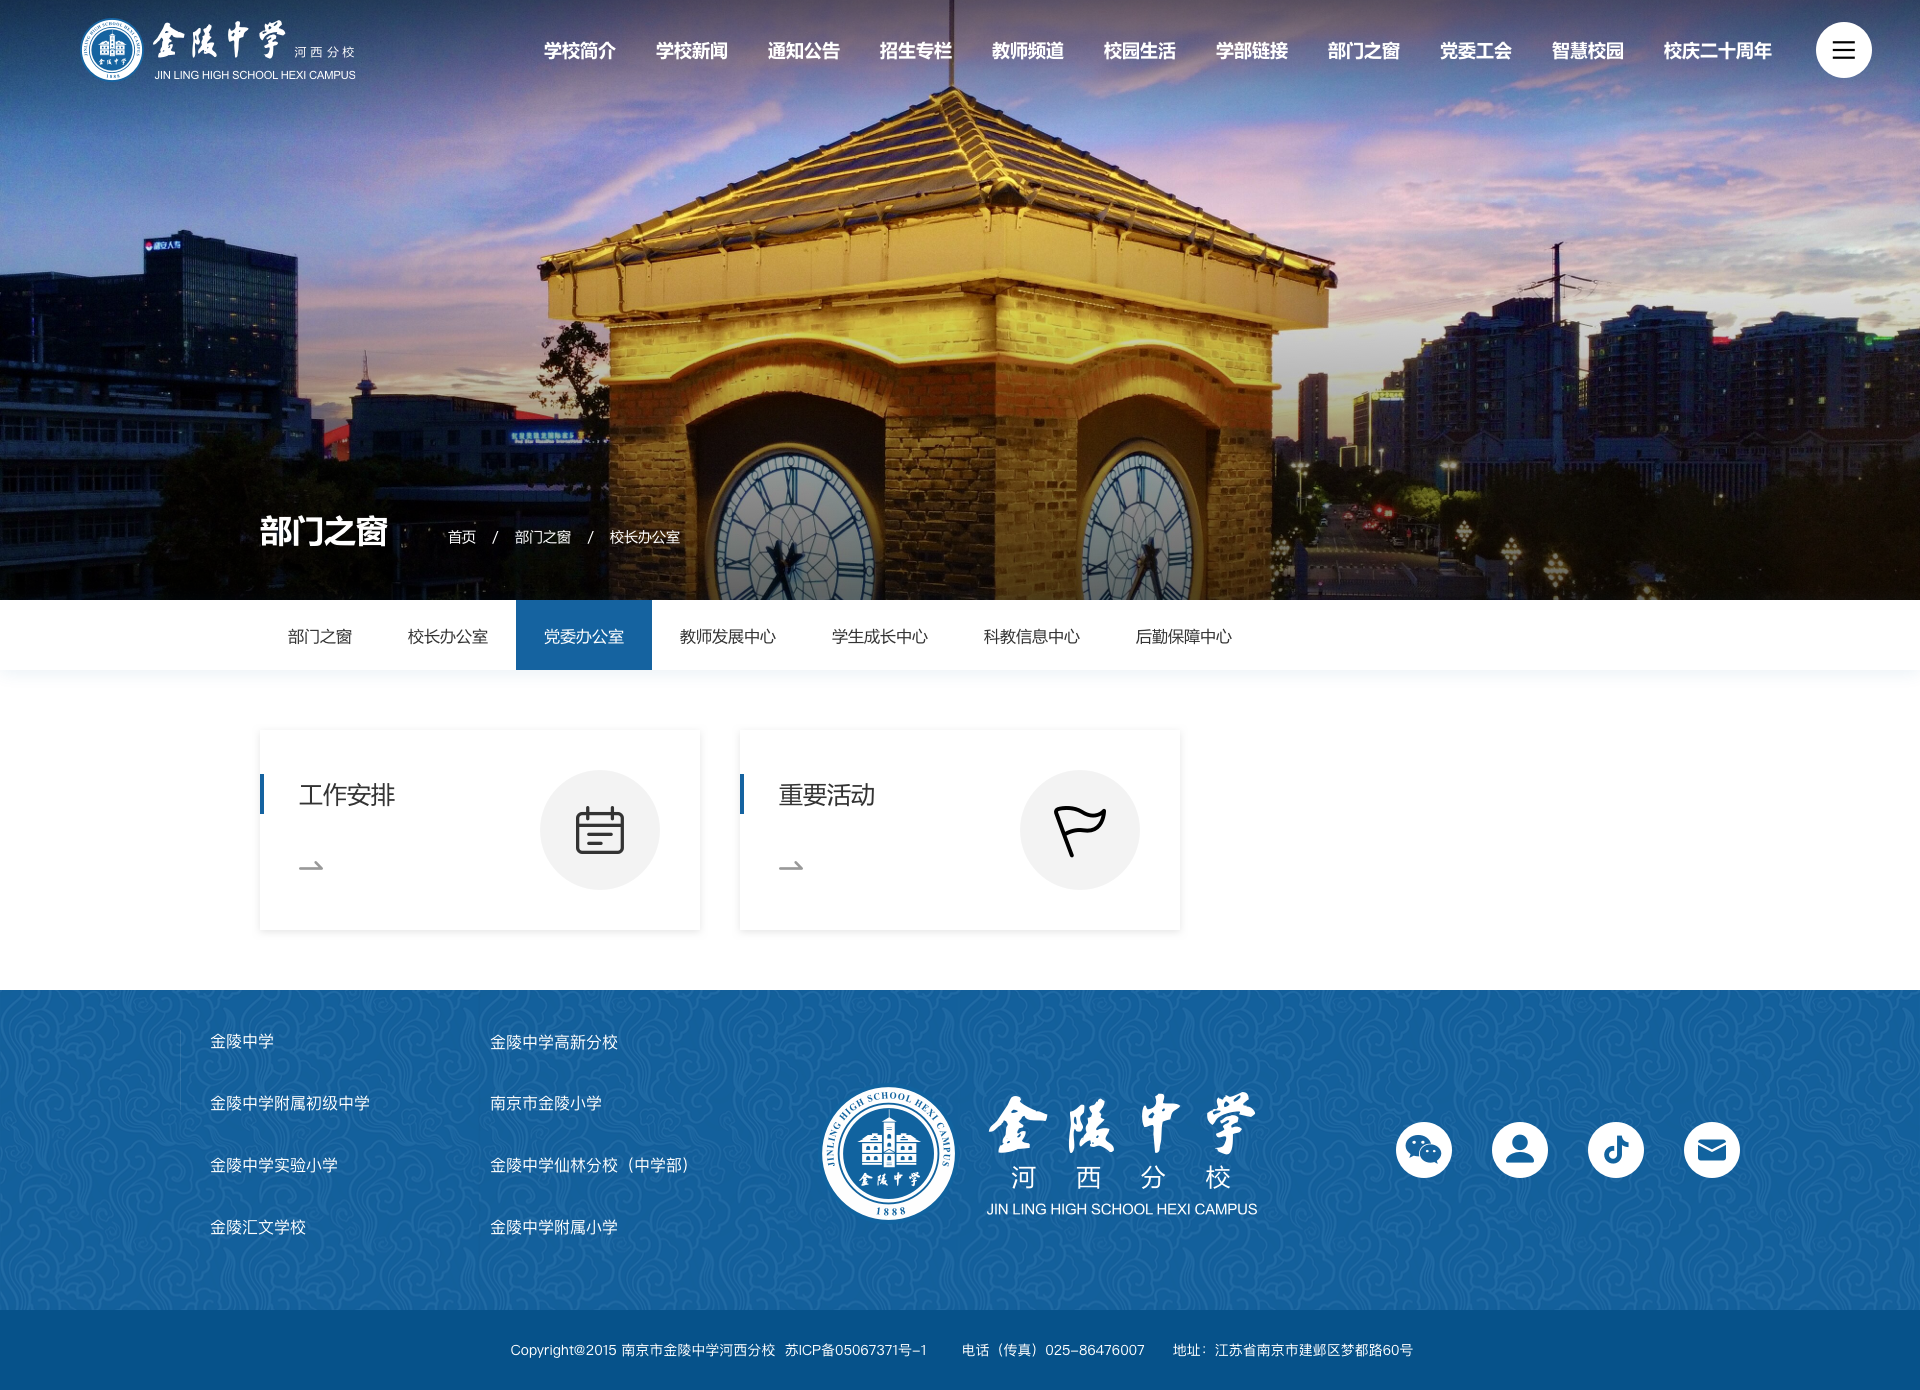 金陵中学 河西分校
JIN LING HIGH SCHOOL HEXI CAMPUS
学校简介 学校新闻 通知公告 招生专栏 教师频道 校园生活 学部链接 部门之窗 党委工会 智慧校园 校庆二十周年
部门之窗
首页 / 部门之窗 / 校长办公室
部门之窗 校长办公室 党委办公室 教师发展中心 学生成长中心 科教信息中心 后勤保障中心
工作安排
重要活动
金陵中学
金陵中学高新分校
金陵中学附属初级中学
南京市金陵小学
金陵中学实验小学
金陵中学仙林分校（中学部）
金陵汇文学校
金陵中学附属小学
JINLING HIGH SCHOOL HEXI CAMPUS
金陵中学
1888
金陵中学
河西分校
JIN LING HIGH SCHOOL HEXI CAMPUS
Copyright@2015 南京市金陵中学河西分校 苏ICP备05067371号-1 电话（传真）025-86476007 地址：江苏省南京市建邺区梦都路60号